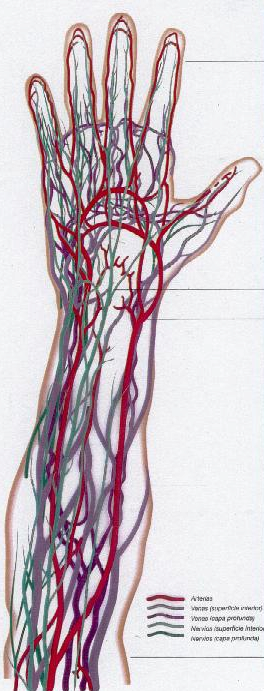 Arterias
Venas (superficie inferior)
Venas (capa profunda)
Nervios (superficie inferior)
Nervios (capa profunda)